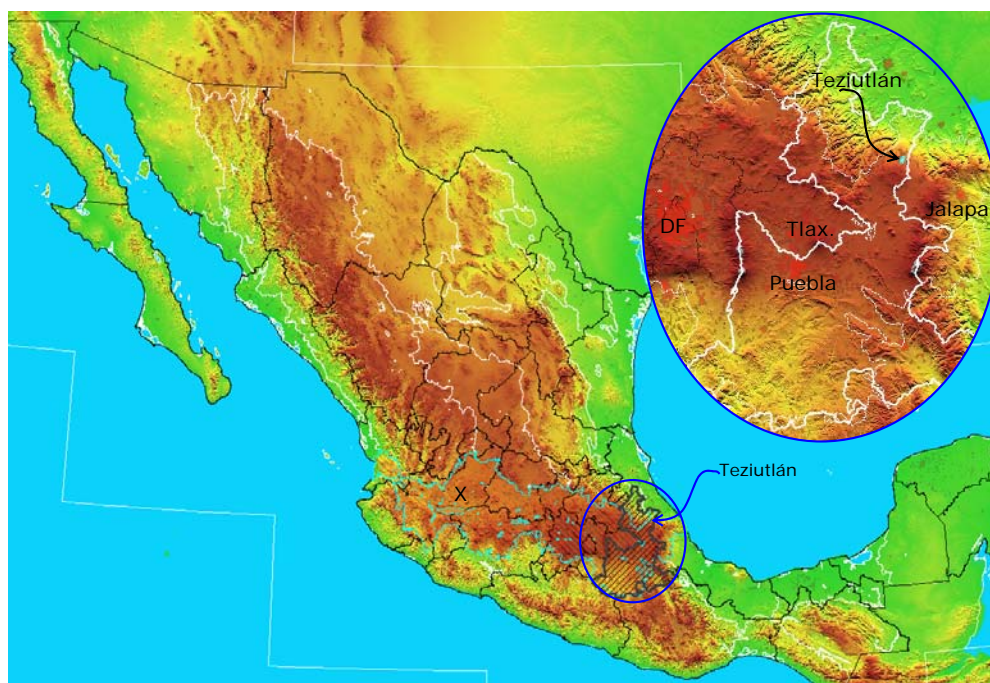 Teziutlán
Jalapa
DF
Tlax.
Puebla
Teziutlán
X